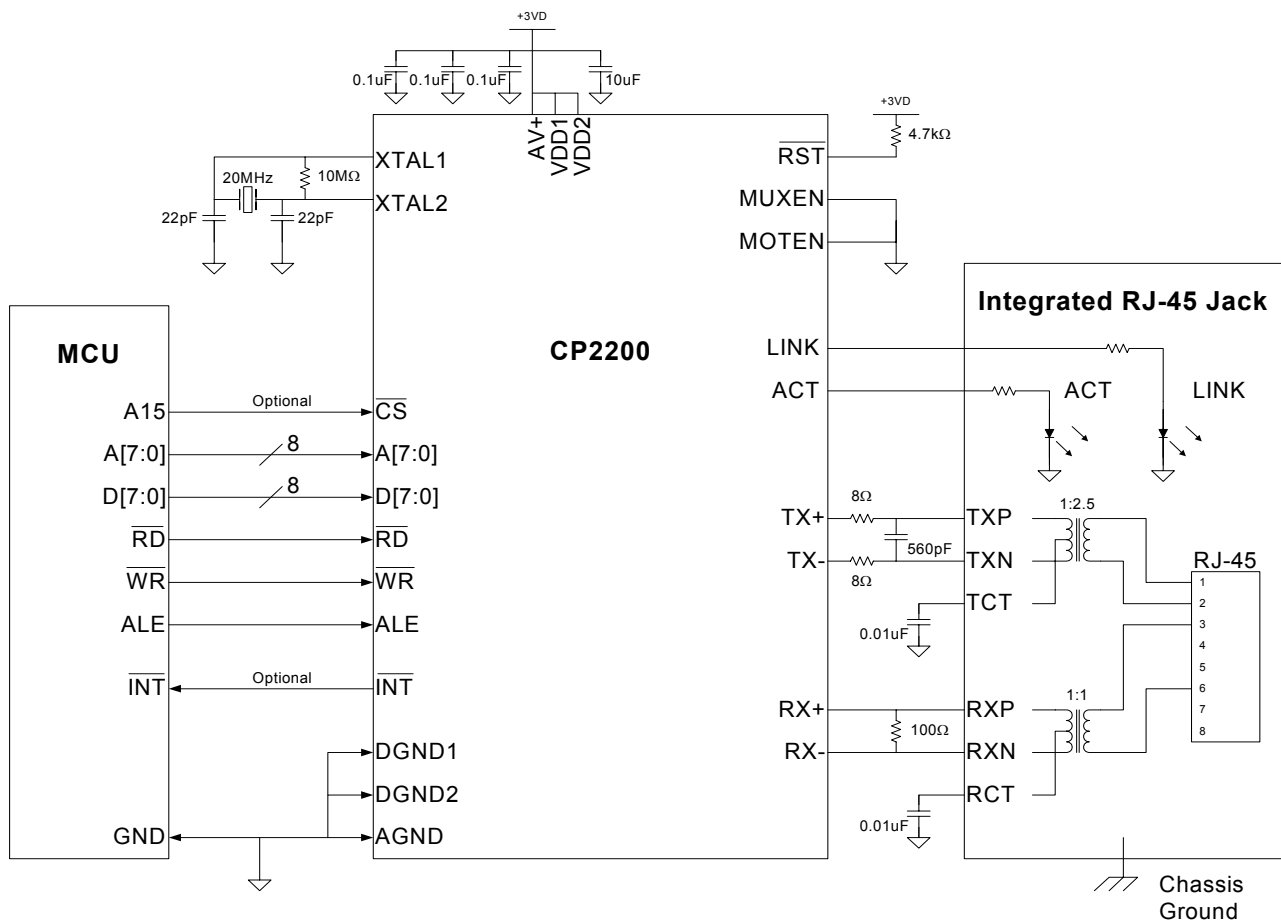 +3VD
0.1uF 0.1uF 0.1uF 10uF
AV+
VDD1
VDD2
+3VD
4.7kΩ
RST
XTAL1
10MΩ
20MHz
XTAL2
22pF 22pF
MUXEN
MOTEN
Integrated RJ-45 Jack
MCU
CP2200
LINK
ACT
ACT LINK
A15 Optional CS
A[7:0] 8 A[7:0]
D[7:0] 8 D[7:0]
RD RD
WR WR
ALE ALE
INT Optional INT
TX+ 8Ω TXP 1:2.5
560pF
TX- 8Ω TXN
TCT
0.01uF
RJ-45
1
2
3
4
5
6
7
8
RX+ RXP 1:1
100Ω
RX- RXN
RCT
0.01uF
DGND1
DGND2
GND AGND
Chassis
Ground